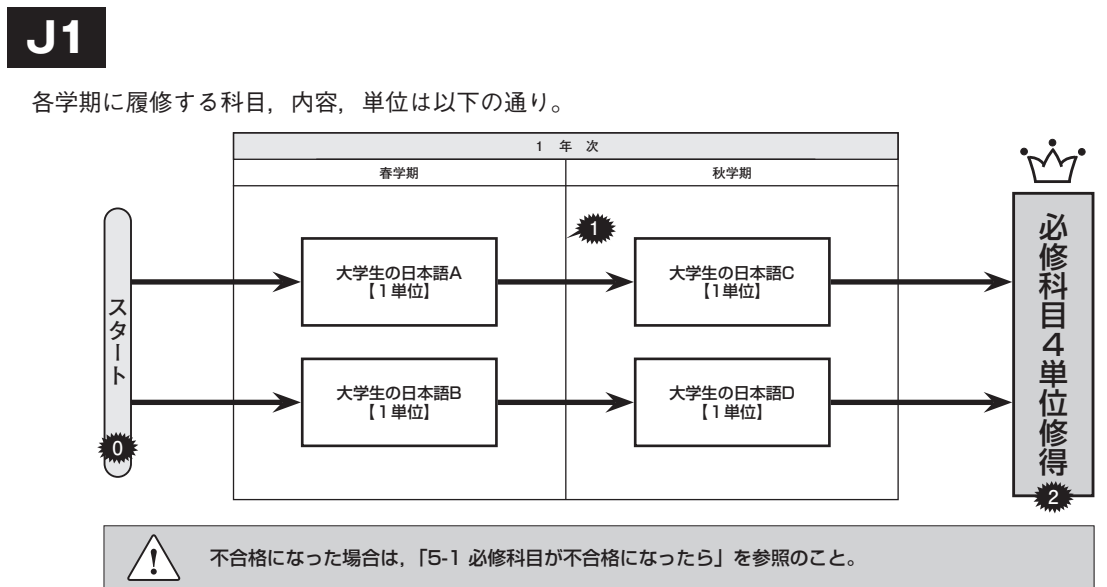 J1
各学期に履修する科目，内容，単位は以下の通り。
1 年 次
春学期
秋学期
スタート
0
1
大学生の日本語A
【1単位】
大学生の日本語C
【1単位】
大学生の日本語B
【1単位】
大学生の日本語D
【1単位】
必修科目4単位修得
2
!
不合格になった場合は，「5-1 必修科目が不合格になったら」を参照のこと。